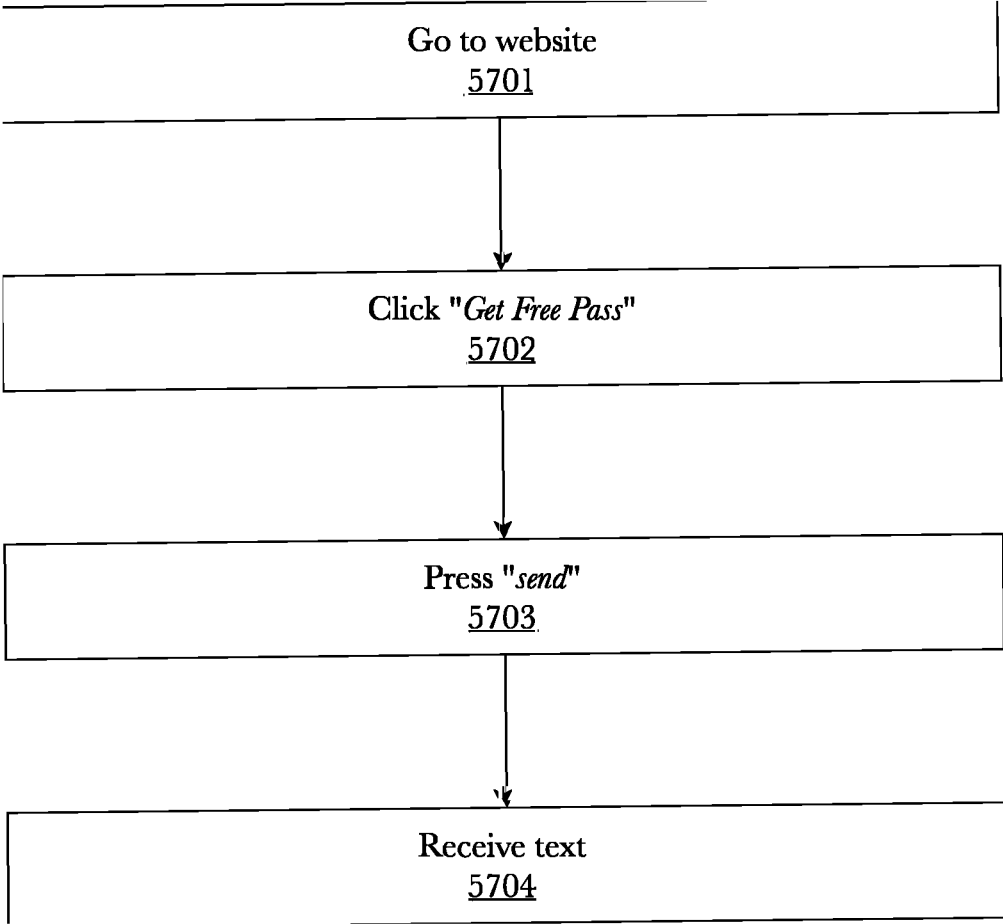 Go to website
5701
Click "Get Free Pass"
5702
Press "send"
5703
Receive text
5704